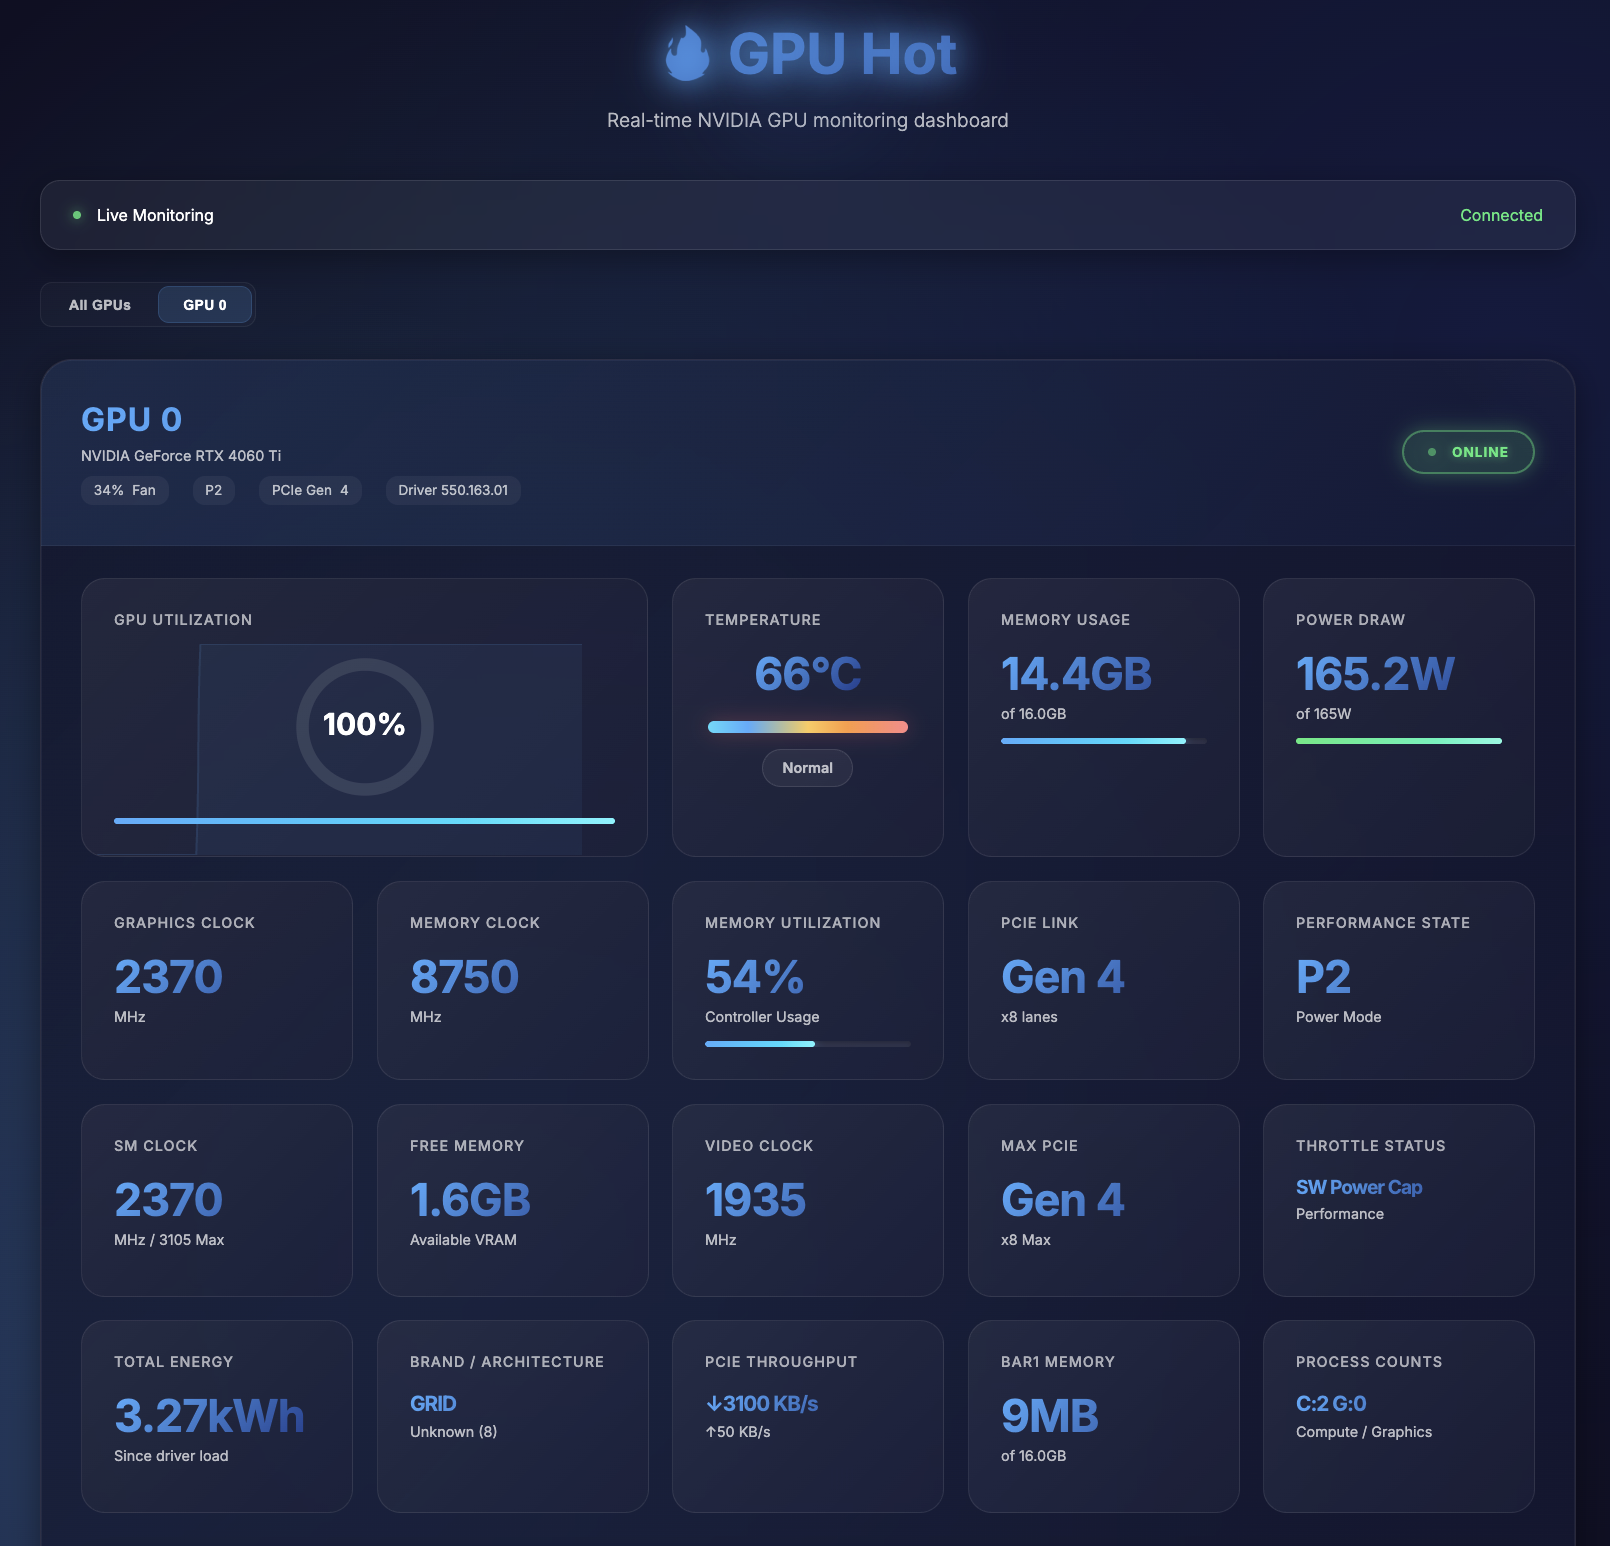 GPU Hot
Real-time NVIDIA GPU monitoring dashboard
Live Monitoring
Connected
All GPUs
GPU 0
GPU 0
NVIDIA GeForce RTX 4060 Ti
34% Fan
P2
PCIe Gen 4
Driver 550.163.01
ONLINE
GPU UTILIZATION
100%
TEMPERATURE
66°C
Normal
MEMORY USAGE
14.4GB
of 16.0GB
POWER DRAW
165.2W
of 165W
GRAPHICS CLOCK
2370
MHz
MEMORY CLOCK
8750
MHz
MEMORY UTILIZATION
54%
Controller Usage
PCIE LINK
Gen 4
x8 lanes
PERFORMANCE STATE
P2
Power Mode
SM CLOCK
2370
MHz / 3105 Max
FREE MEMORY
1.6GB
Available VRAM
VIDEO CLOCK
1935
MHz
MAX PCIE
Gen 4
x8 Max
THROTTLE STATUS
SW Power Cap
Performance
TOTAL ENERGY
3.27kWh
Since driver load
BRAND / ARCHITECTURE
GRID
Unknown (8)
PCIE THROUGHPUT
↓3100 KB/s
↑50 KB/s
BAR1 MEMORY
9MB
of 16.0GB
PROCESS COUNTS
C:2 G:0
Compute / Graphics